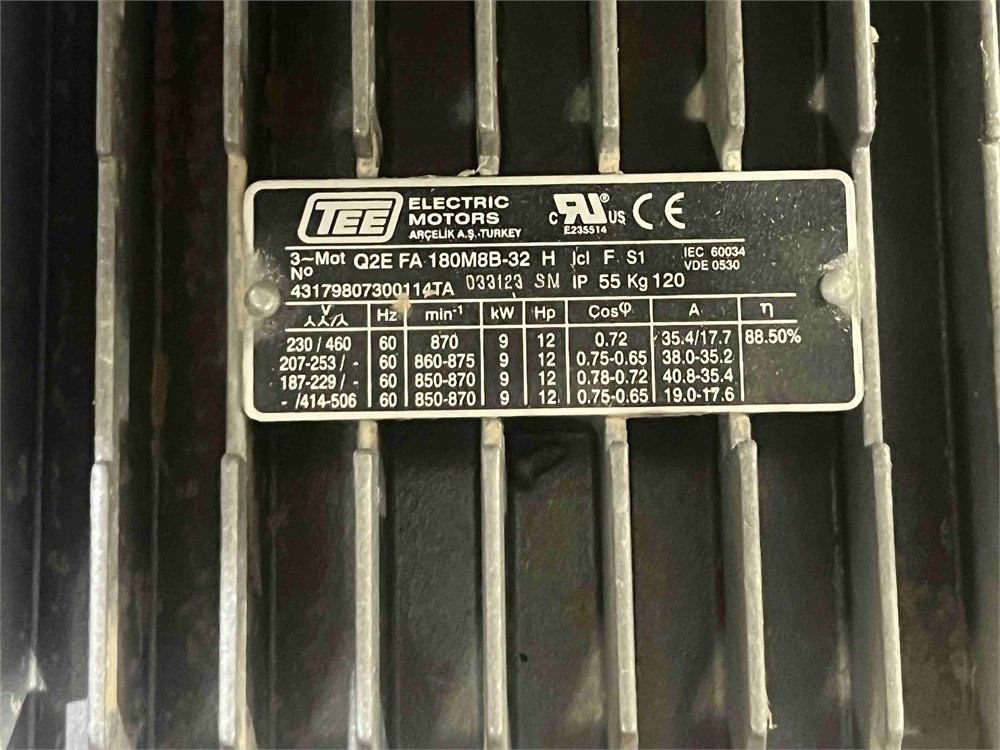 TEE ELECTRIC
MOTORS
ARÇELİK A.Ş.-TURKEY
C RU ® US CE
E235514
3~Mot Q2E FA 180M8B-32 H Icl F S1 IEC 60034
VDE 0530
No
43179807300114TA 033123 SM IP 55 Kg 120
V Hz min-¹ kW Hp Cosφ A η
230 / 460 60 870 9 12 0.72 35.4/17.7 88.50%
207-253 / - 60 860-875 9 12 0.75-0.65 38.0-35.2
187-229 / - 60 850-870 9 12 0.78-0.72 40.8-35.4
- /414-506 60 850-870 9 12 0.75-0.65 19.0-17.6